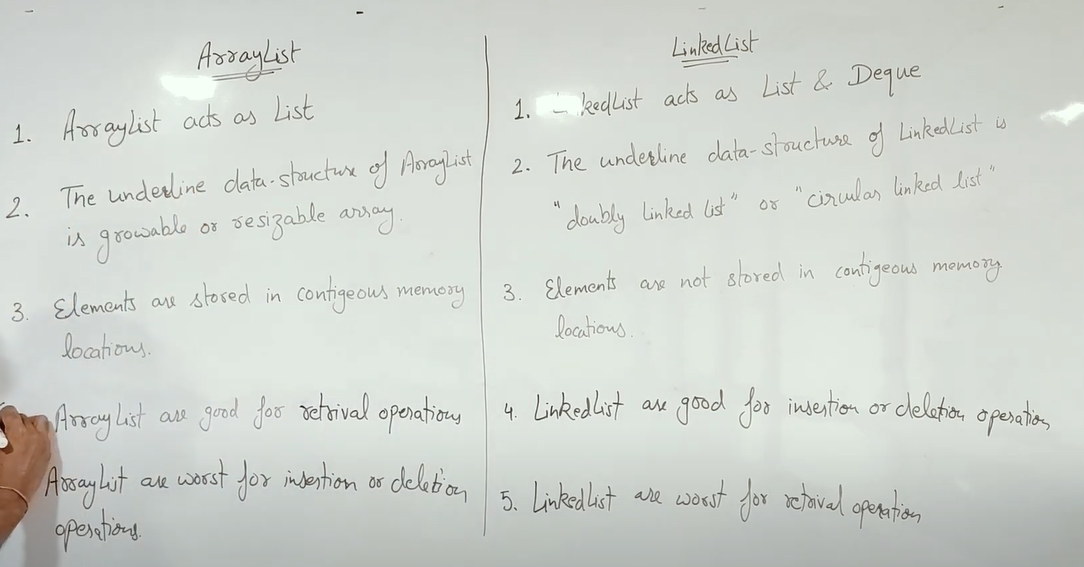 ArrayList
1. ArrayList acts as List
2. The underline data-structure of ArrayList
is growable or resizable array.
3. Elements are stored in contigeous memory
locations.
ArrayList are good for retrival operations
ArrayList are worst for insertion or deletion
operations.
LinkedList
1. kedList acts as List & Deque
2. The underline data-structure of LinkedList is
"doubly linked list" or "circular linked list"
3. Elements are not stored in contigeous memory
locations.
4. LinkedList are good for insertion or deletion operation
5. LinkedList are worst for retrival operation